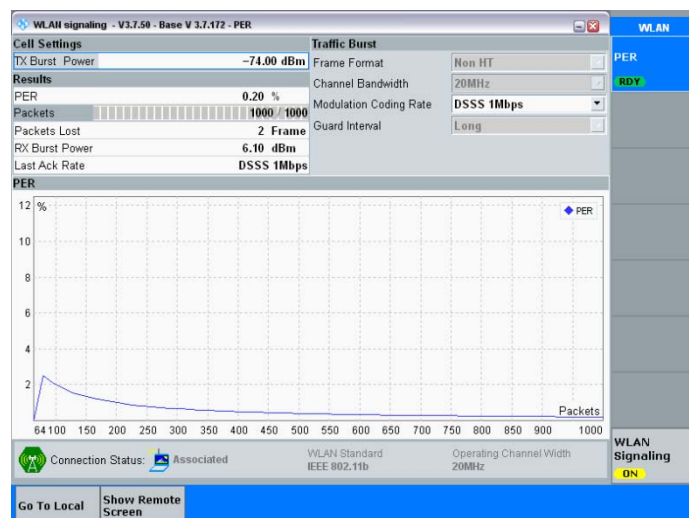 WLAN signaling - V3.7.50 - Base V 3.7.172 - PER
WLAN
Cell Settings
TX Burst Power −74.00 dBm
Results
PER 0.20 %
Packets 1000 / 1000
Packets Lost 2 Frame
RX Burst Power 6.10 dBm
Last Ack Rate DSSS 1Mbps
Traffic Burst
Frame Format Non HT
Channel Bandwidth 20MHz
Modulation Coding Rate DSSS 1Mbps
Guard Interval Long
PER
RDY
PER
12 %
PER
10
8
6
4
2
Packets
64 100 150 200 250 300 350 400 450 500 550 600 650 700 750 800 850 900 1000
Connection Status: Associated
WLAN Standard
IEEE 802.11b
Operating Channel Width
20MHz
WLAN
Signaling
ON
Go To Local
Show Remote
Screen